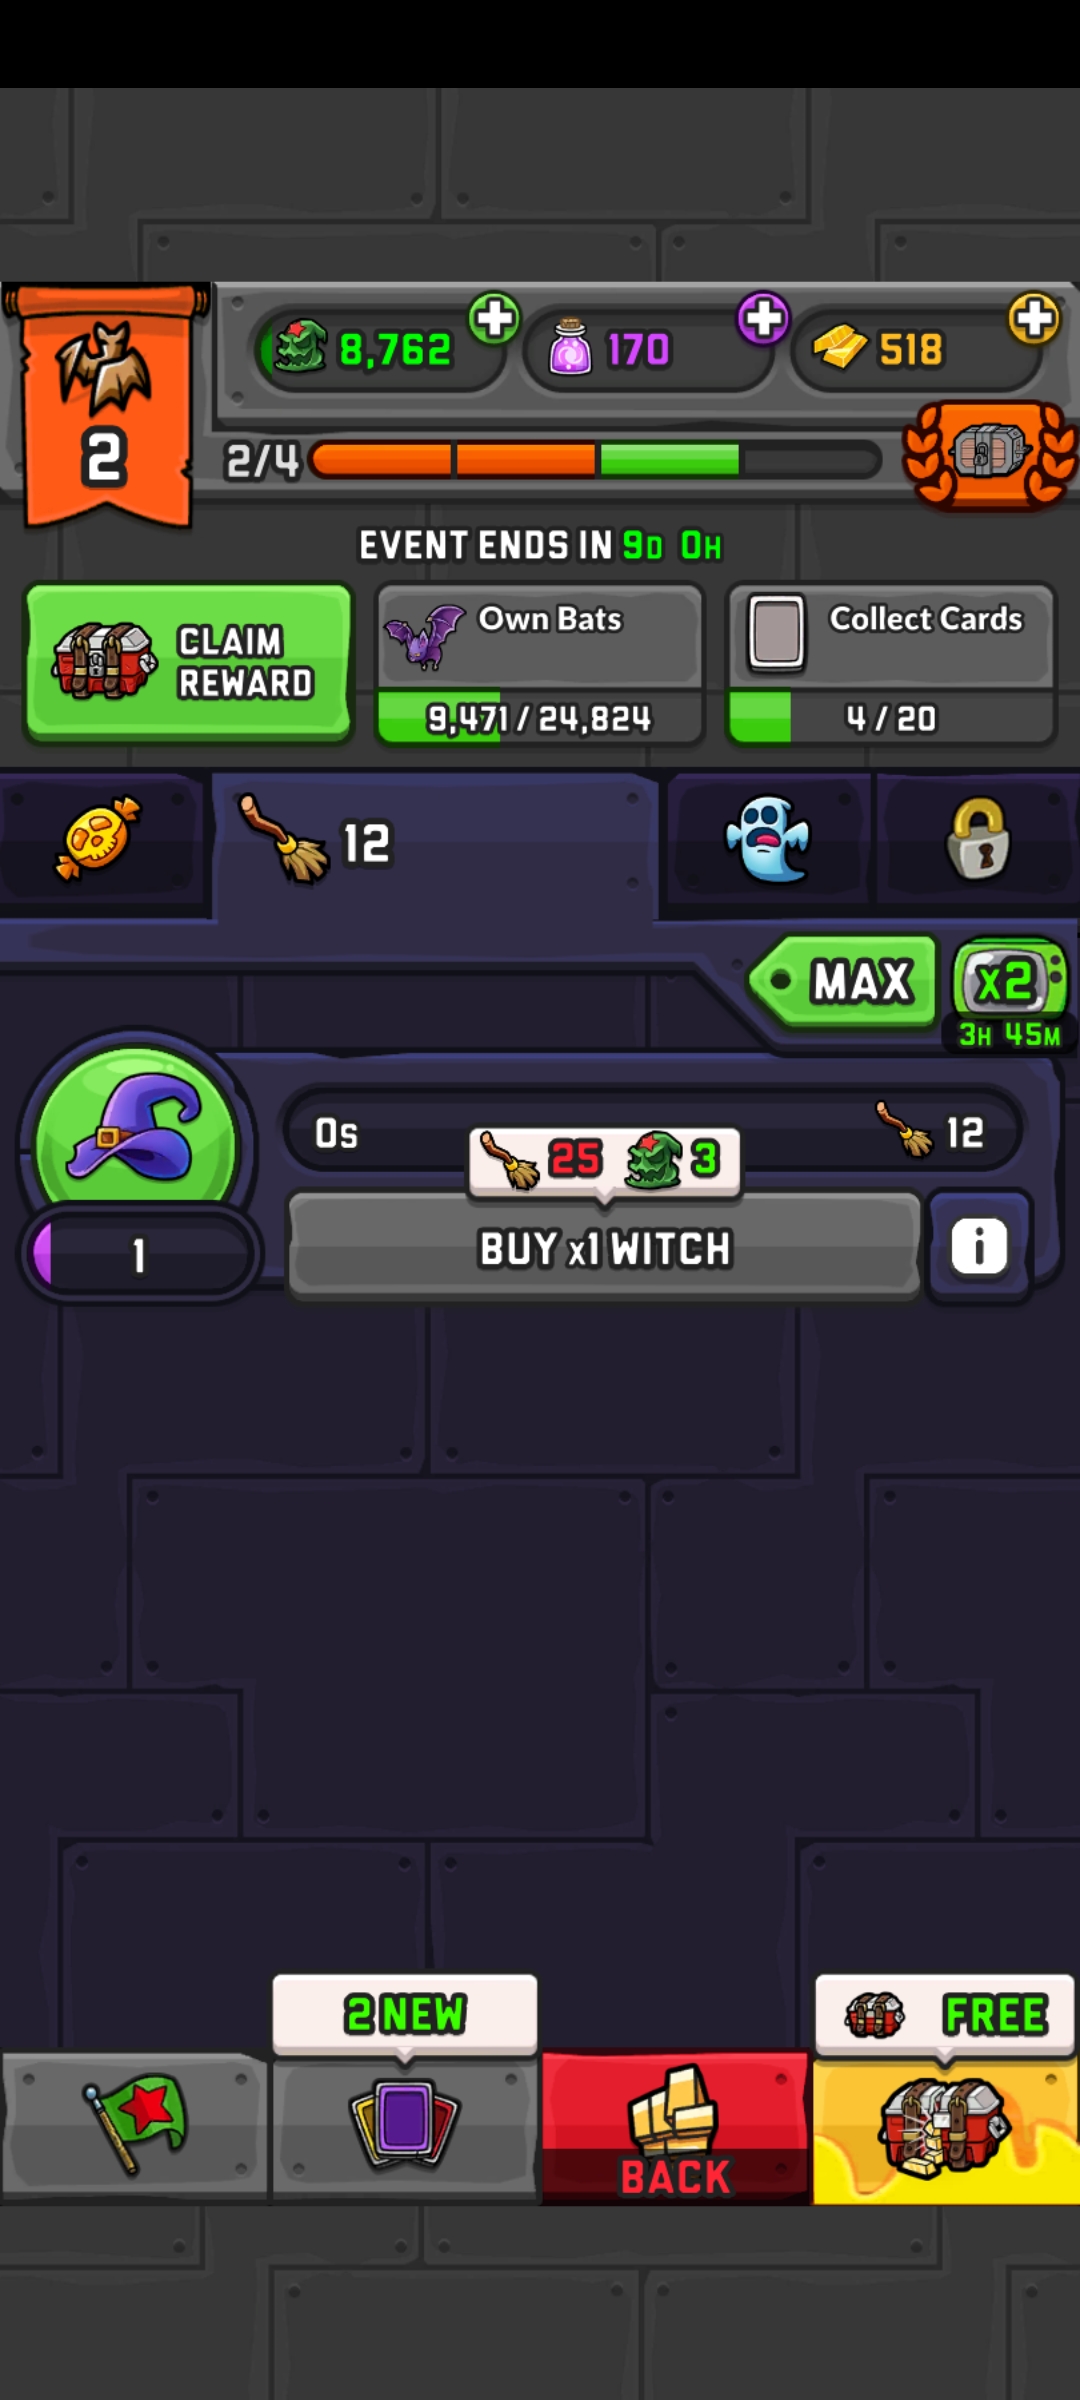 8,762
170
518
2
2/4
EVENT ENDS IN 9D 0H
CLAIM
REWARD
Own Bats
9,471 / 24,824
Collect Cards
4 / 20
12
MAX
x2
3H 45M
0s
12
25
3
1
BUY x1 WITCH
i
2 NEW
FREE
BACK